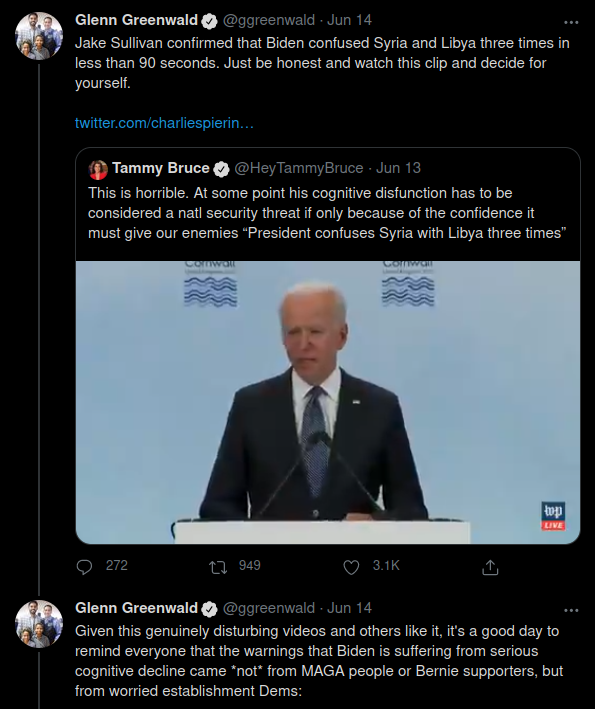 Glenn Greenwald @ggreenwald · Jun 14
Jake Sullivan confirmed that Biden confused Syria and Libya three times in
less than 90 seconds. Just be honest and watch this clip and decide for
yourself.
twitter.com/charliespierin…
Tammy Bruce @HeyTammyBruce · Jun 13
This is horrible. At some point his cognitive disfunction has to be
considered a natl security threat if only because of the confidence it
must give our enemies “President confuses Syria with Libya three times”
Cornwall
Cornwall
wp
LIVE
272 949 3.1K
Glenn Greenwald @ggreenwald · Jun 14
Given this genuinely disturbing videos and others like it, it's a good day to
remind everyone that the warnings that Biden is suffering from serious
cognitive decline came *not* from MAGA people or Bernie supporters, but
from worried establishment Dems: